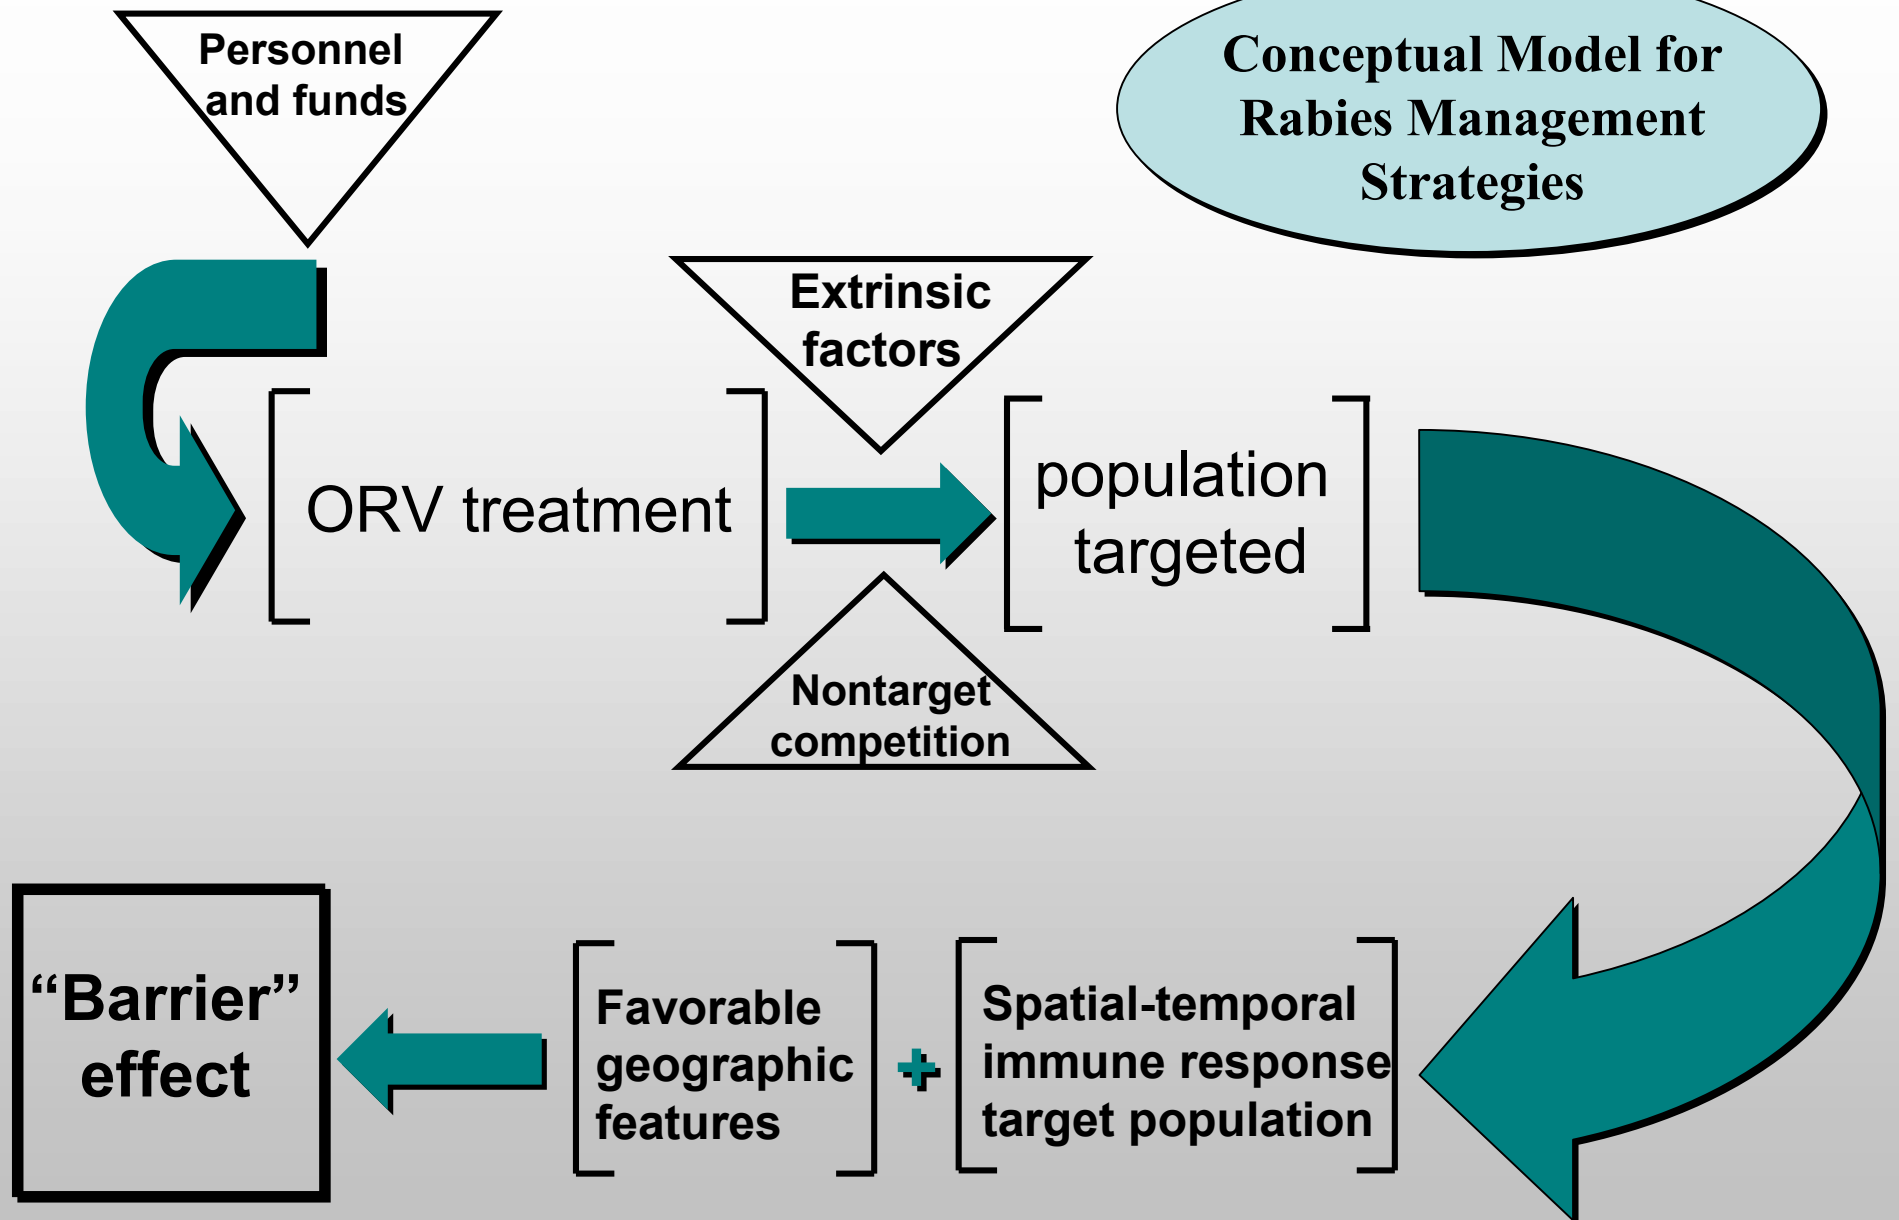 Personnel
and funds
Conceptual Model for
Rabies Management
Strategies
Extrinsic
factors
ORV treatment
population
targeted
Nontarget
competition
“Barrier”
effect
Favorable
geographic
features
+
Spatial-temporal
immune response
target population